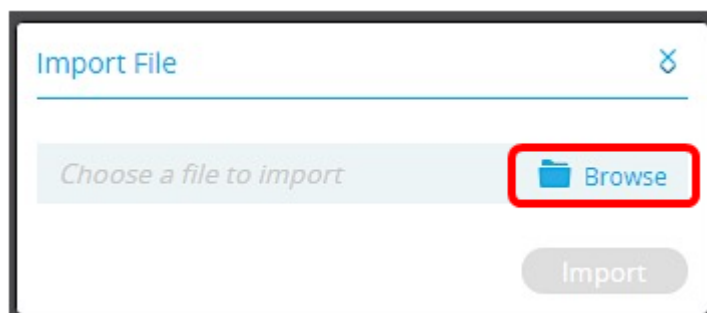 Import File
Choose a file to import
Browse
Import